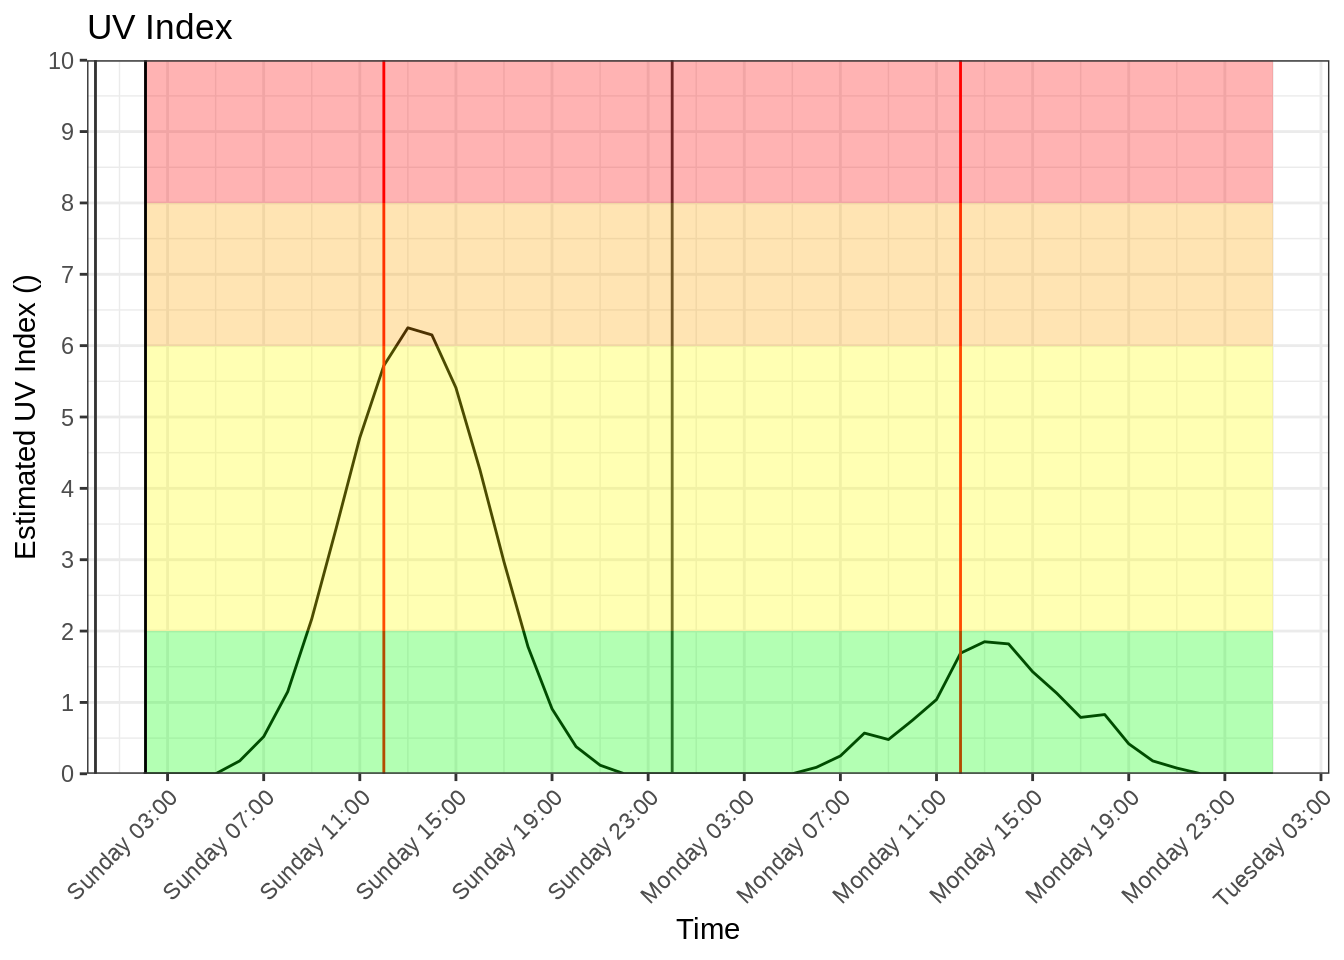 UV Index
10
9
8
7
6
5
4
3
2
1
0
Estimated UV Index ()
Sunday 03:00
Sunday 07:00
Sunday 11:00
Sunday 15:00
Sunday 19:00
Sunday 23:00
Monday 03:00
Monday 07:00
Monday 11:00
Monday 15:00
Monday 19:00
Monday 23:00
Tuesday 03:00
Time